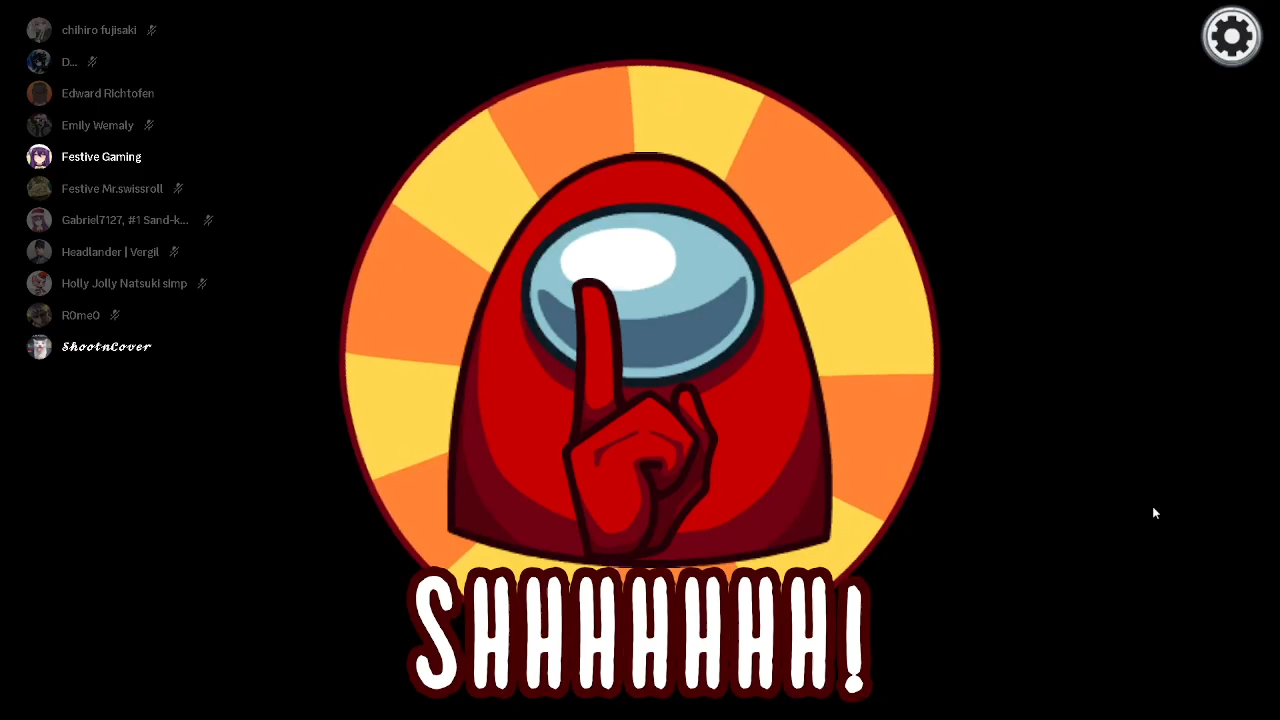 chihiro fujisaki
D...
Edward Richtofen
Emily Wemaly
Festive Gaming
Festive Mr.swissroll
Gabriel7127, #1 Sand-k...
Headlander | Vergil
Holly Jolly Natsuki simp
R0meO
𝓢𝓱𝓸𝓸𝓽𝓷𝓒𝓸𝓿𝓮𝓻
SHHHHHHH!